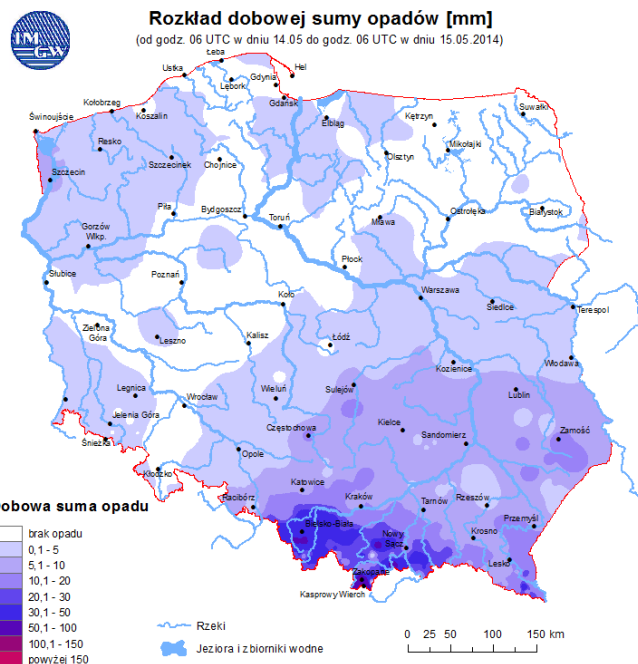 IM
GW
Rozkład dobowej sumy opadów [mm]
(od godz. 06 UTC w dniu 14.05 do godz. 06 UTC w dniu 15.05.2014)
Łeba
Hel
Ustka
Gdynia
Lębork
Kołobrzeg
Gdańsk
Koszalin
Suwałki
Świnoujście
Elbląg
Kętrzyn
Resko
Mikołajki
Szczecinek
Chojnice
Olsztyn
Szczecin
Piła
Bydgoszcz
Toruń
Mława
Ostrołęka
Białystok
Gorzów
Wlkp.
Płock
Słubice
Poznań
Koło
Warszawa
Siedlce
Terespol
Zielona
Góra
Leszno
Kalisz
Łódź
Kozienice
Włodawa
Legnica
Wrocław
Wieluń
Sulejów
Lublin
Jelenia Góra
Częstochowa
Kielce
Sandomierz
Zamość
Śnieżka
Opole
Kłodzko
Katowice
Racibórz
Kraków
Tarnów
Rzeszów
Przemyśl
Bielsko-Biała
Nowy
Sącz
Krosno
Lesko
Zakopane
Kasprowy Wierch
Dobowa suma opadu
brak opadu
0,1 - 5
5,1 - 10
10,1 - 20
20,1 - 30
30,1 - 50
50,1 - 100
100,1 - 150
powyżej 150
Rzeki
Jeziora i zbiorniki wodne
0 25 50 100 150 km